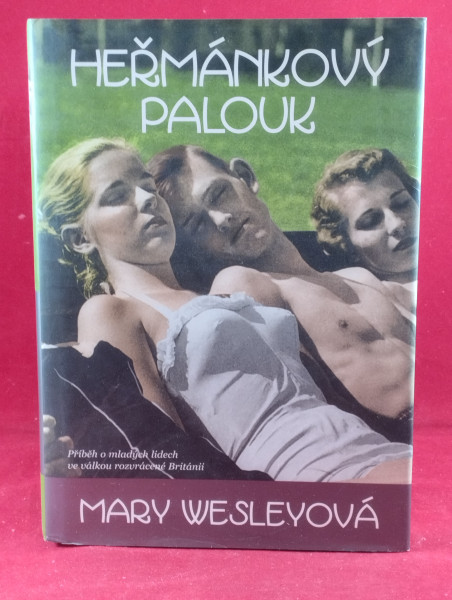 HEŘMÁNKOVÝ
PALOUK
Příběh o mladých lidech
ve válkou rozvrácené Británii
MARY WESLEYOVÁ